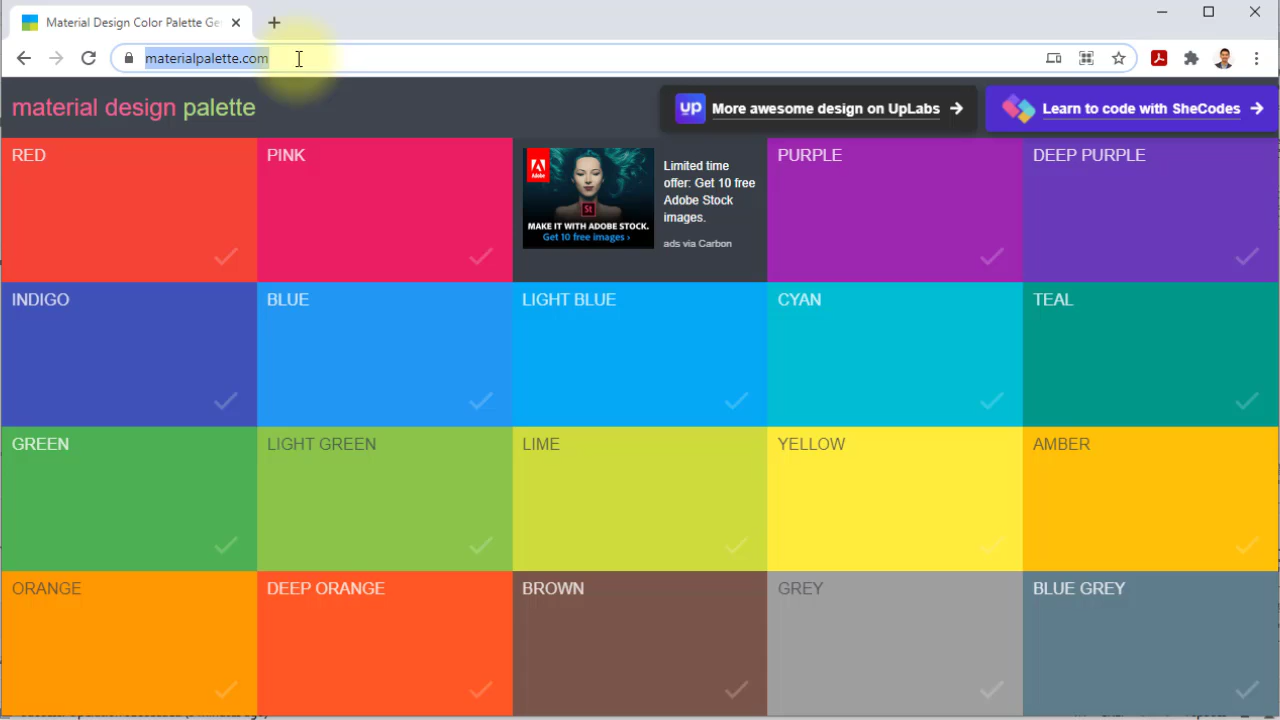 Material Design Color Palette Ge
materialpalette.com
material design palette
UP More awesome design on UpLabs
Learn to code with SheCodes
RED
PINK
Adobe
St
MAKE IT WITH ADOBE STOCK.
Get 10 free images ›
Limited time
offer: Get 10 free
Adobe Stock
images.
ads via Carbon
PURPLE
DEEP PURPLE
INDIGO
BLUE
LIGHT BLUE
CYAN
TEAL
GREEN
LIGHT GREEN
LIME
YELLOW
AMBER
ORANGE
DEEP ORANGE
BROWN
GREY
BLUE GREY